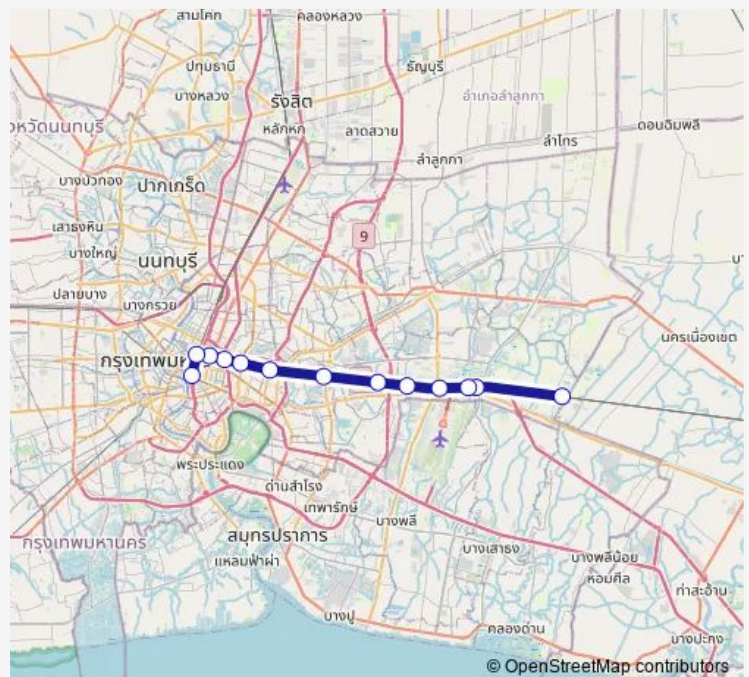 สามโคก
คลองหลวง
ปทุมธานี
ธัญบุรี
บางหลวง
รังสิต
อำเภอลำลูกกา
หลักหก
ลาดสวาย
ดอนฉิมพลี
ลำไทร
ลำลูกกา
วหวัดนนทบุรี
บางบัวทอง
ปากเกร็ด
เสาธงหิน
บางใหญ่
9
นนทบุรี
ปลายบาง
บางกรวย
นครเนื่องเขต
กรุงเทพมห
พระประแดง
ด่านสำโรง
เทพารักษ์
บางพลี
กรุงเทพมหานคร
สมุทรปราการ
แหลมฟ้าผ่า
บางเสาธง
บางพลีน้อย
หอมศีล
ท่าสะอ้าน
บางปู
คลองด่าน
บางปะกง
© OpenStreetMap contributors